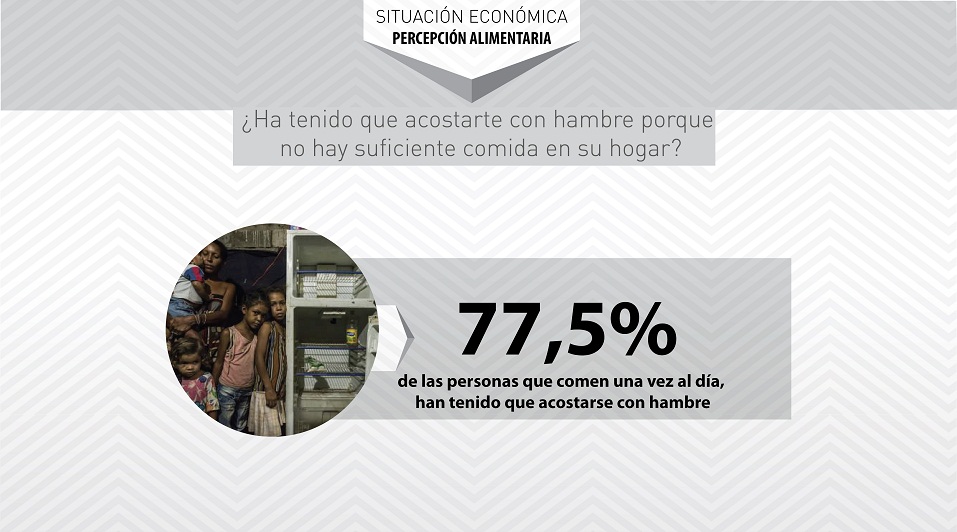 SITUACIÓN ECONÓMICA
PERCEPCIÓN ALIMENTARIA
¿Ha tenido que acostarte con hambre porque
no hay suficiente comida en su hogar?
77,5%
de las personas que comen una vez al día,
han tenido que acostarse con hambre